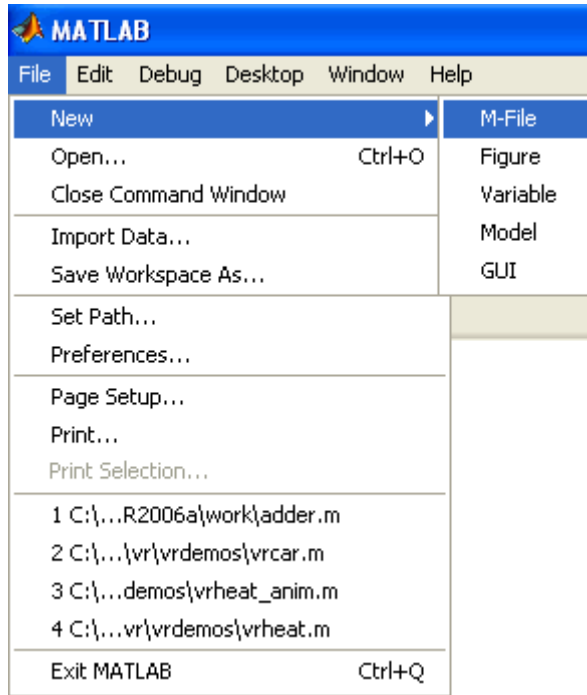 MATLAB
File Edit Debug Desktop Window Help
New M-File
Open... Ctrl+O Figure
Close Command Window Variable
Import Data... Model
Save Workspace As... GUI
Set Path...
Preferences...
Page Setup...
Print...
Print Selection...
1 C:\...R2006a\work\adder.m
2 C:\...\vr\vrdemos\vrcar.m
3 C:\...demos\vrheat_anim.m
4 C:\...vr\vrdemos\vrheat.m
Exit MATLAB Ctrl+Q